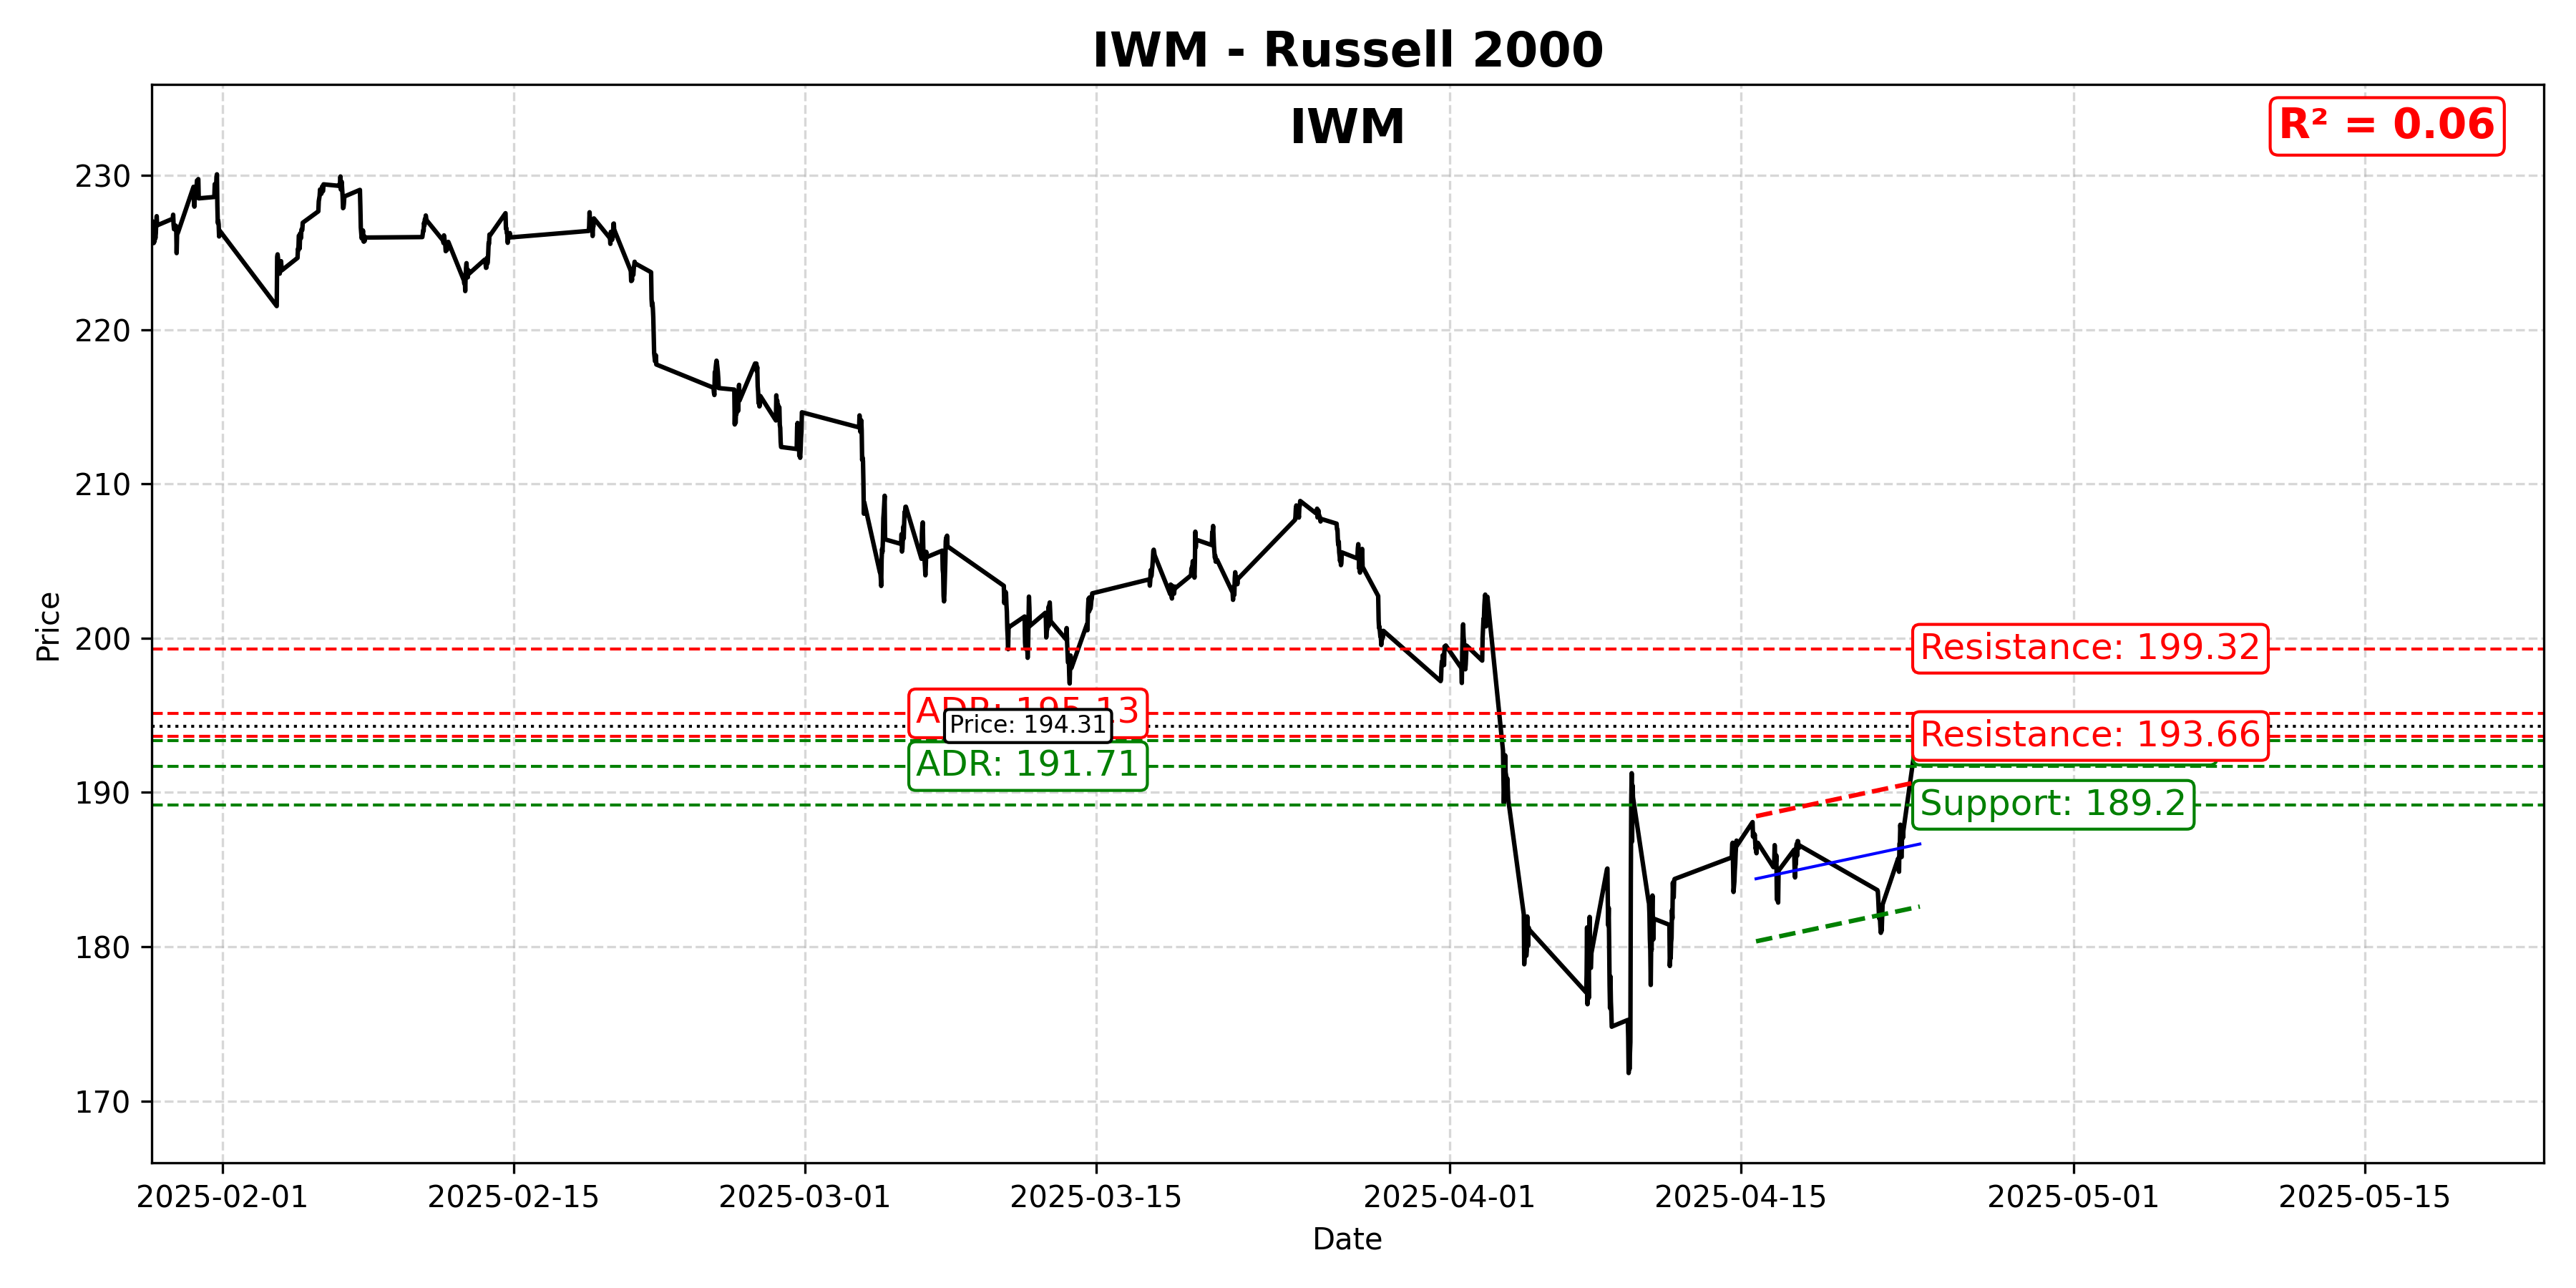 IWM - Russell 2000
IWM
R² = 0.06
230
220
210
200
190
180
170
Price
Resistance: 199.32
Price: 194.31
Resistance: 193.66
ADR: 191.71
Support: 189.2
2025-02-01
2025-02-15
2025-03-01
2025-03-15
2025-04-01
2025-04-15
2025-05-01
2025-05-15
Date